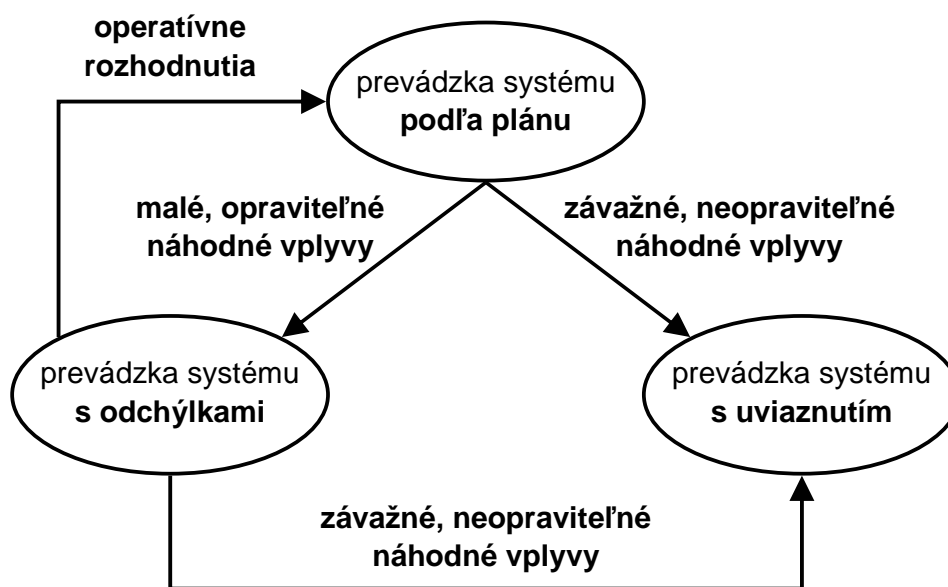 operatívne
rozhodnutia
prevádzka systému
podľa plánu
malé, opraviteľné
náhodné vplyvy
závažné, neopraviteľné
náhodné vplyvy
prevádzka systému
s odchýlkami
prevádzka systému
s uviaznutím
závažné, neopraviteľné
náhodné vplyvy